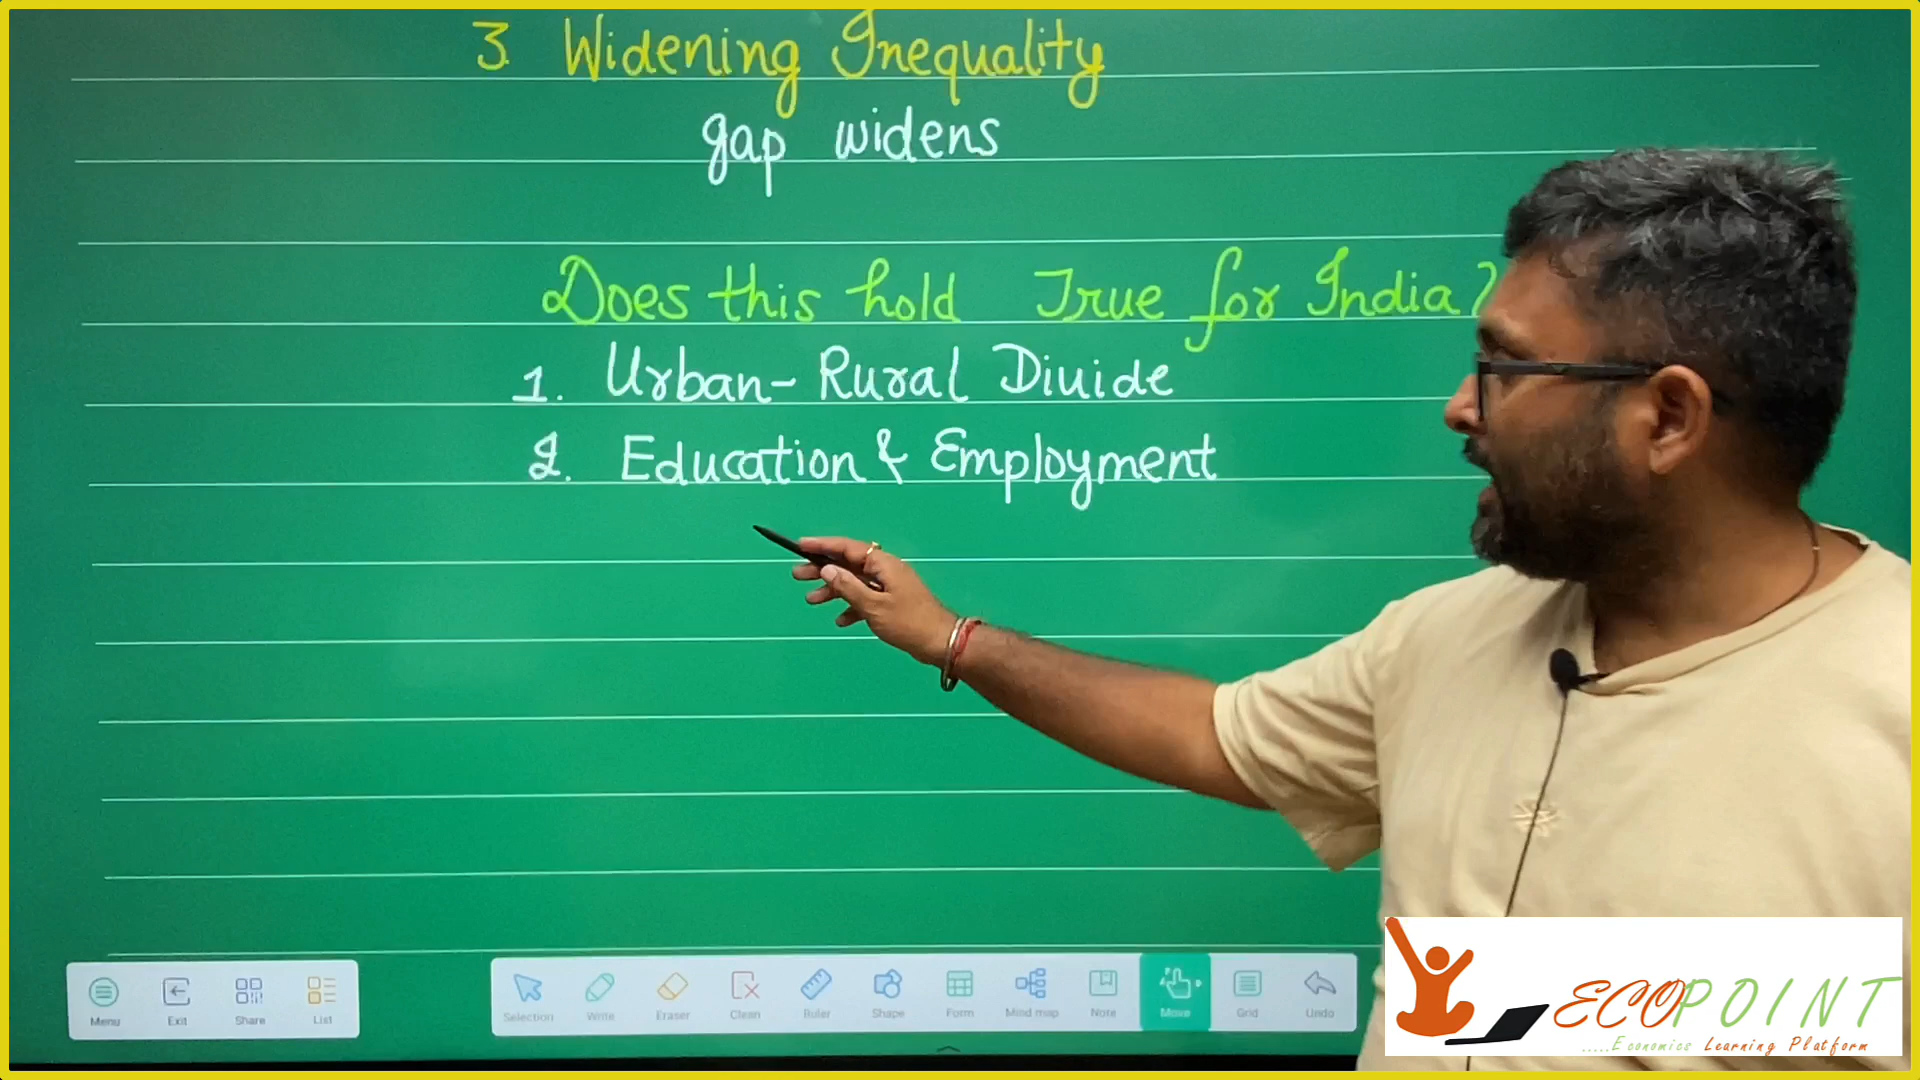 3. Widening Inequality
gap widens
Does this hold True for India?
1. Urban- Rural Divide
2. Education & Employment
Menu Exit Share List
Selection Write Eraser Clean Ruler Shape Form Mind map Note Move Grid Undo
ECOPOINT
.....Economics Learning Platform